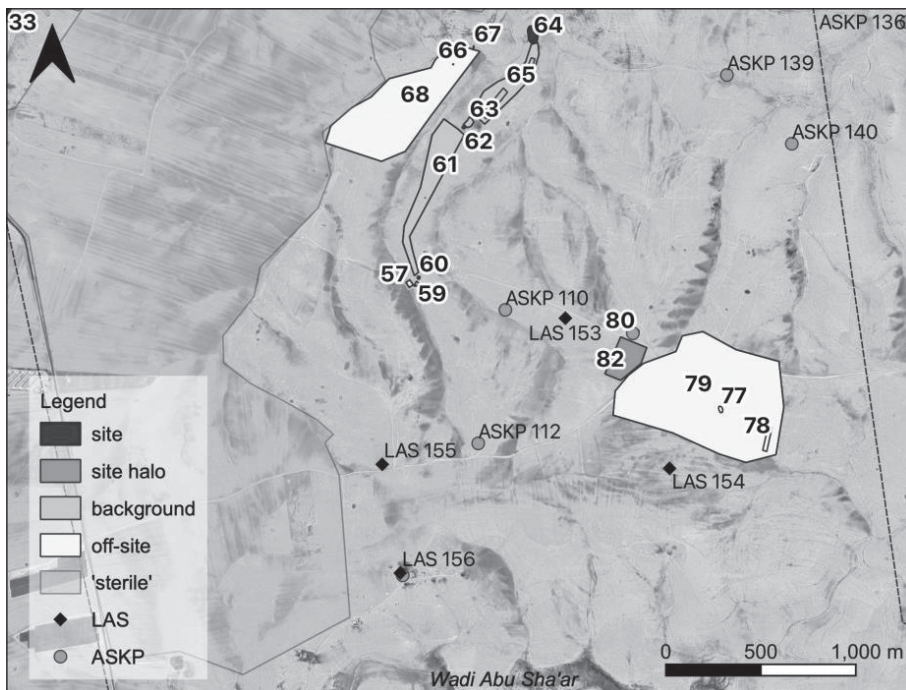 33
64
67
ASKP 136
66
65
ASKP 139
68
63
62
ASKP 140
61
60
57
59
ASKP 110
80
LAS 153
82
79
77
78
ASKP 112
LAS 155
LAS 154
LAS 156
Legend
site
site halo
background
off-site
'sterile'
LAS
ASKP
0 500 1,000 m
Wadi Abu Sha'ar